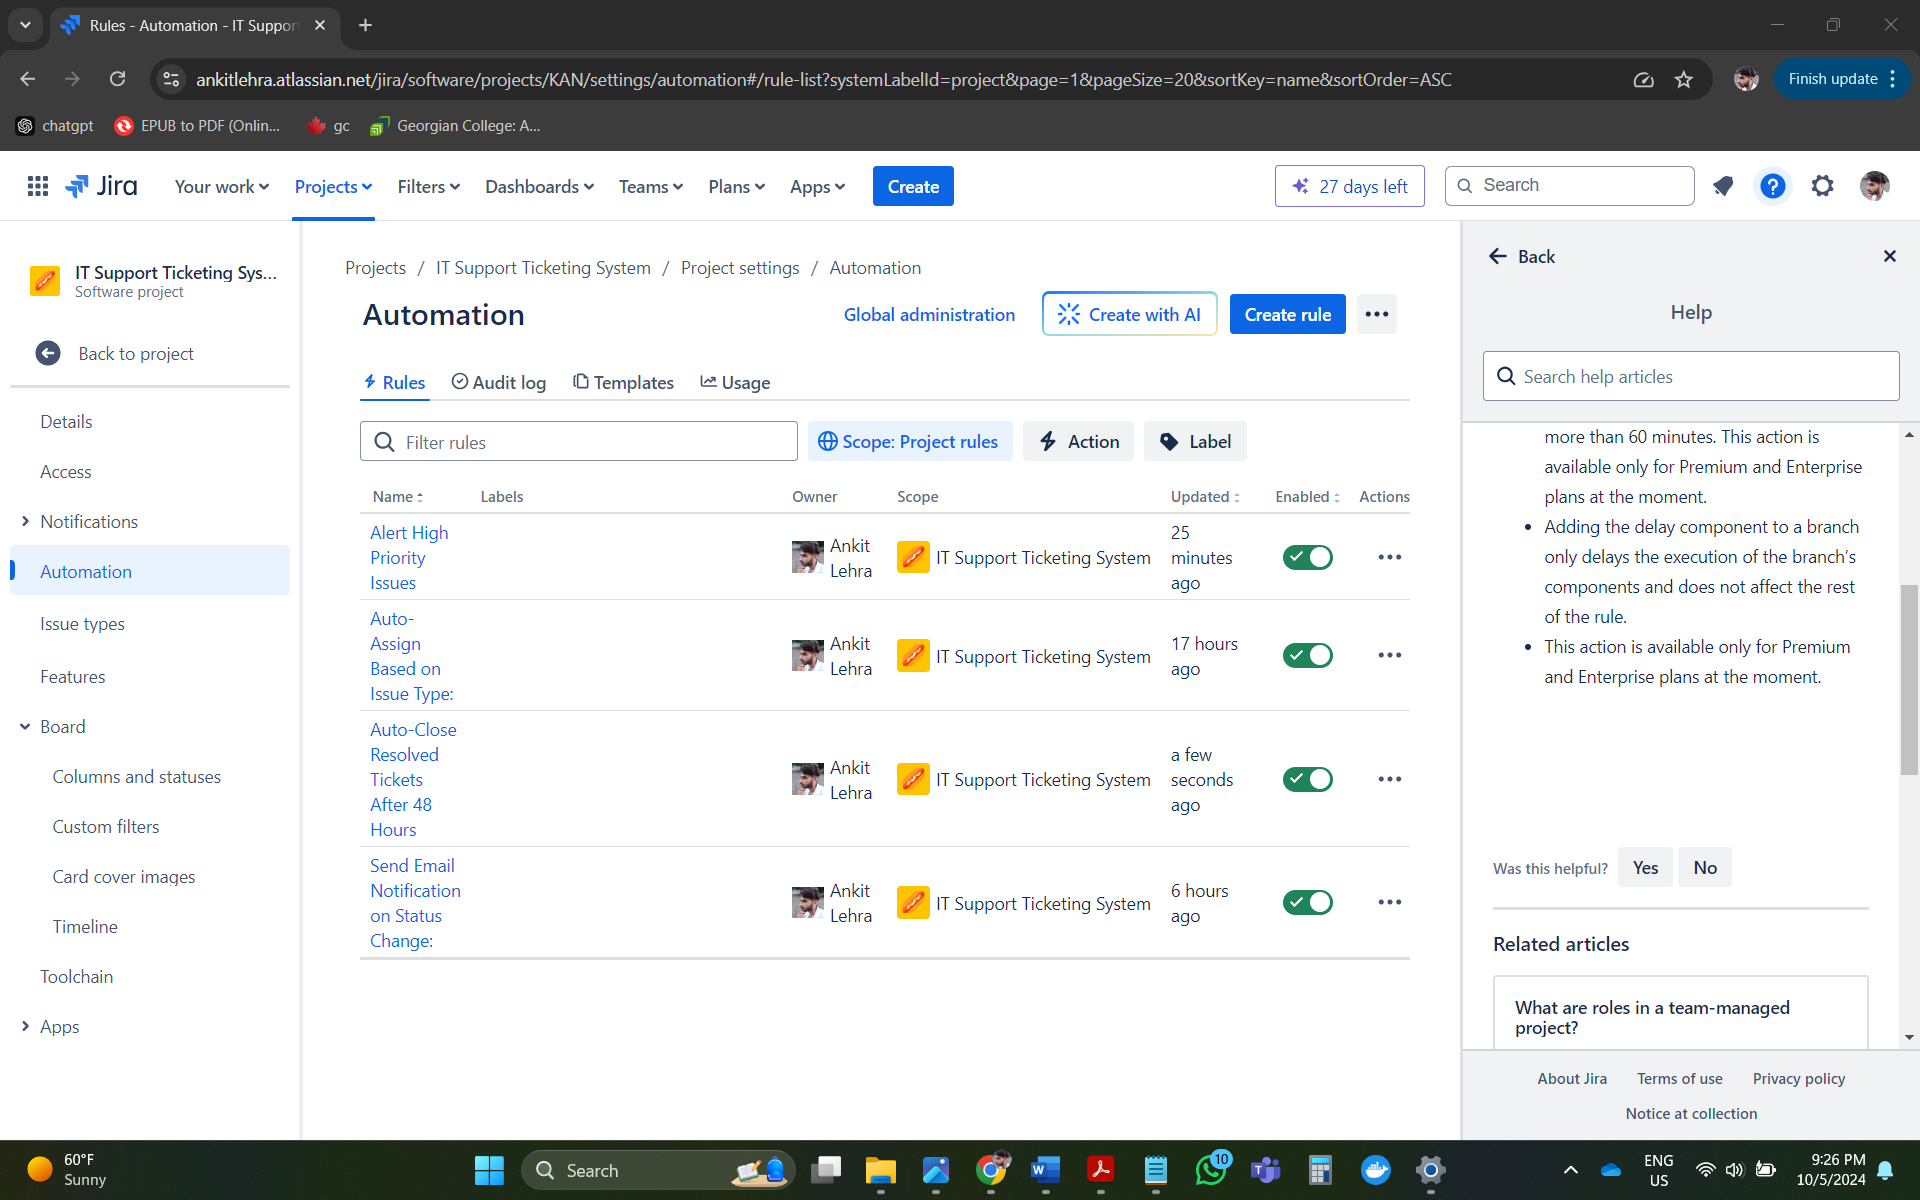 Rules - Automation - IT Suppor
ankitlehra.atlassian.net/jira/software/projects/KAN/settings/automation#/rule-list?systemLabelId=project&page=1&pageSize=20&sortKey=name&sortOrder=ASC
Finish update
chatgpt
EPUB to PDF (Onlin...
gc
Georgian College: A...
Jira
Your work
Projects
Filters
Dashboards
Teams
Plans
Apps
Create
27 days left
Search
IT Support Ticketing Sys...
Software project
Back to project
Details
Access
Notifications
Automation
Issue types
Features
Board
Columns and statuses
Custom filters
Card cover images
Timeline
Toolchain
Apps
Projects / IT Support Ticketing System / Project settings / Automation
Automation
Global administration
Create with AI
Create rule
Rules
Audit log
Templates
Usage
Filter rules
Scope: Project rules
Action
Label
Name
Labels
Owner
Scope
Updated
Enabled
Actions
Alert High
Priority
Issues
Ankit
Lehra
IT Support Ticketing System
25
minutes
ago
Auto-
Assign
Based on
Issue Type:
Ankit
Lehra
IT Support Ticketing System
17 hours
ago
Auto-Close
Resolved
Tickets
After 48
Hours
Ankit
Lehra
IT Support Ticketing System
a few
seconds
ago
Send Email
Notification
on Status
Change:
Ankit
Lehra
IT Support Ticketing System
6 hours
ago
Back
Help
Search help articles
more than 60 minutes. This action is
available only for Premium and Enterprise
plans at the moment.
• Adding the delay component to a branch
only delays the execution of the branch's
components and does not affect the rest
of the rule.
• This action is available only for Premium
and Enterprise plans at the moment.
Was this helpful?
Yes
No
Related articles
What are roles in a team-managed
project?
About Jira
Terms of use
Privacy policy
Notice at collection
60°F
Sunny
Search
10
ENG
US
9:26 PM
10/5/2024